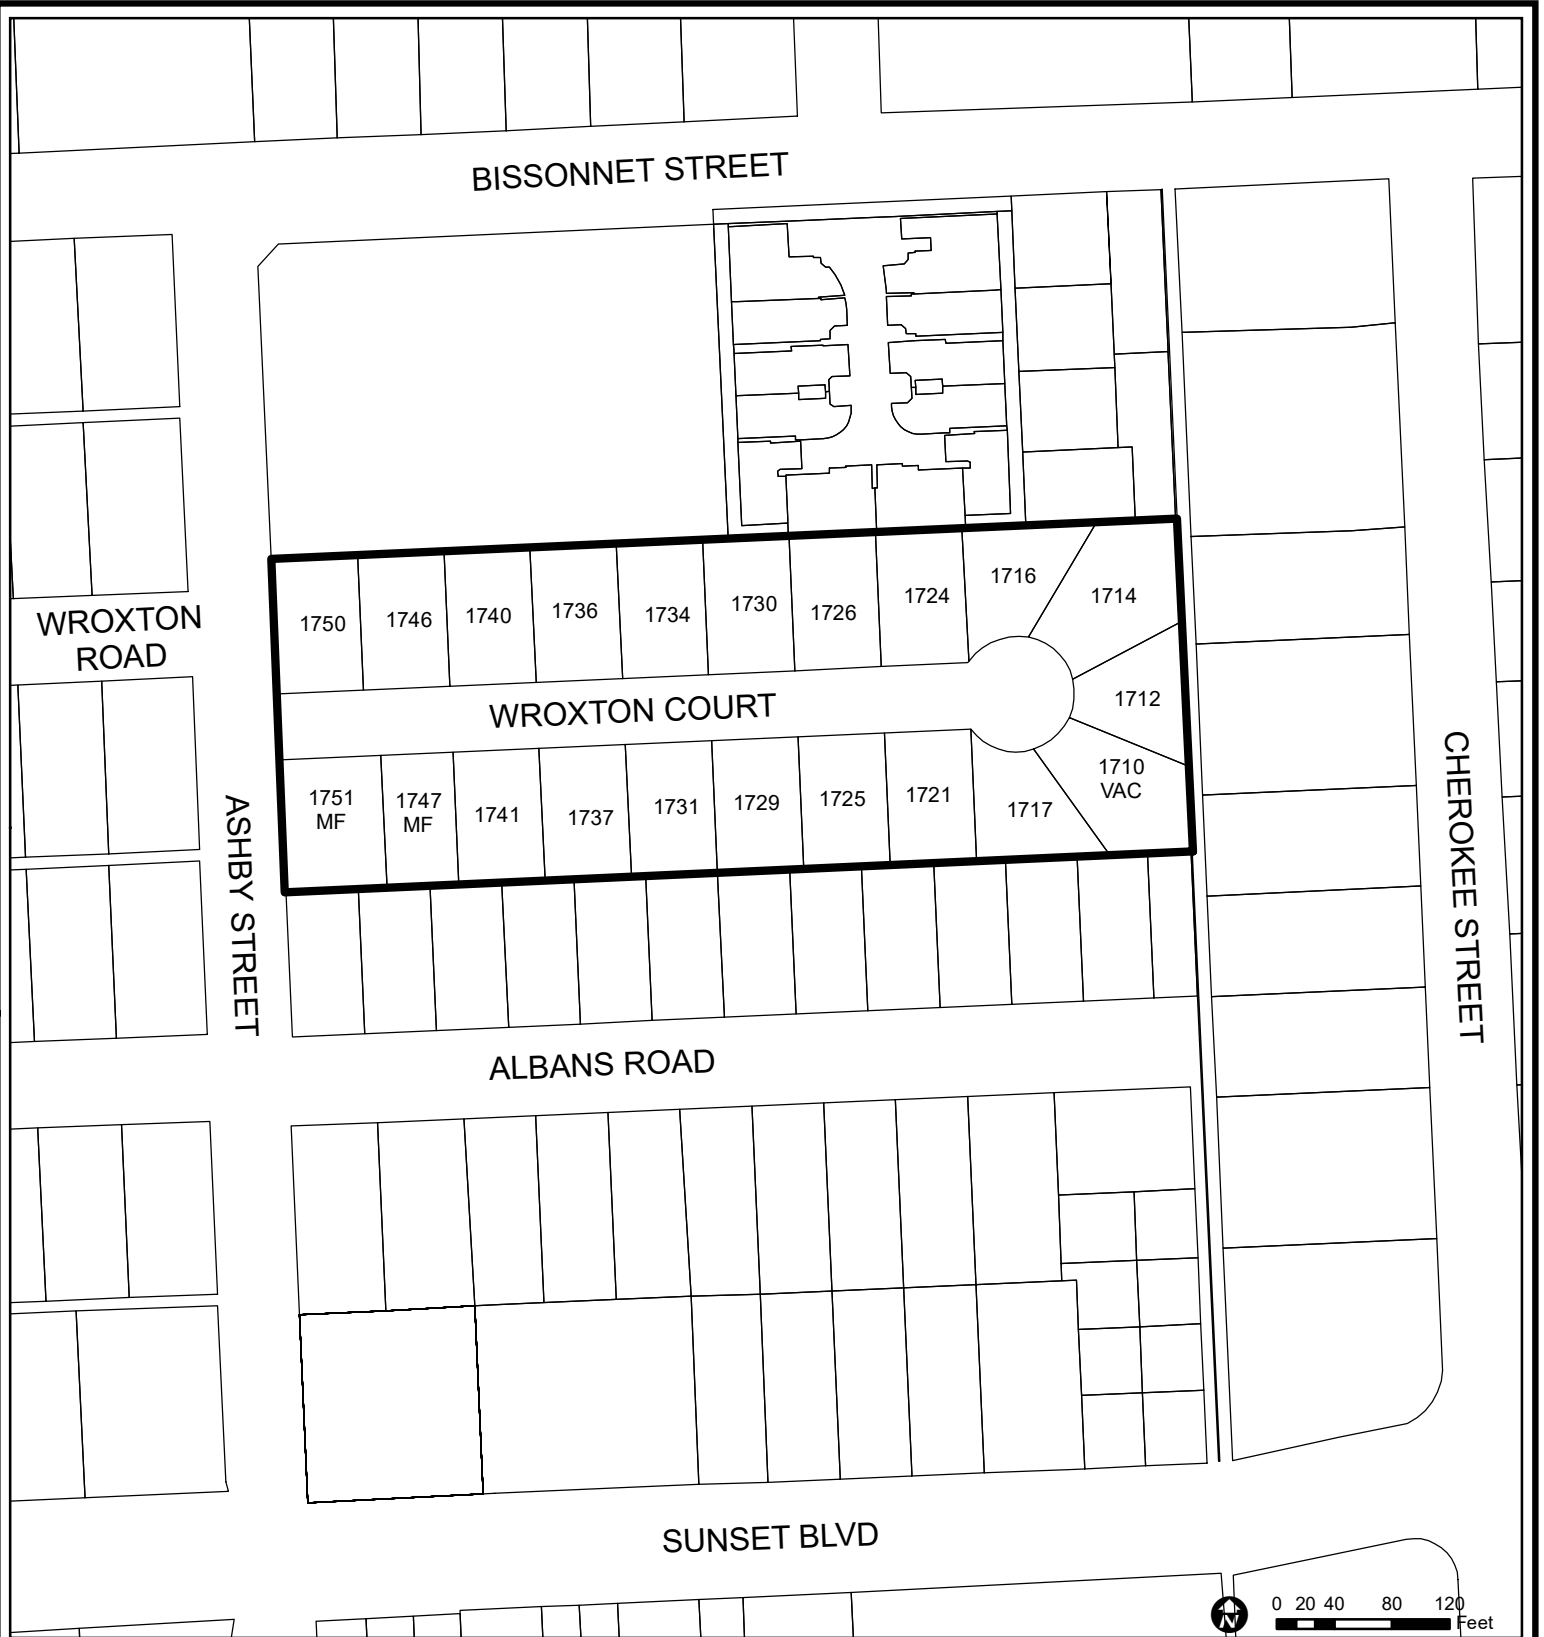 BISSONNET STREET
WROXTON
ROAD
1750
1746
1740
1736
1734
1730
1726
1724
1716
1714
1712
WROXTON COURT
1751
MF
1747
MF
1741
1737
1731
1729
1725
1721
1717
1710
VAC
ASHBY STREET
CHEROKEE STREET
ALBANS ROAD
SUNSET BLVD
N
0 20 40 80 120
Feet